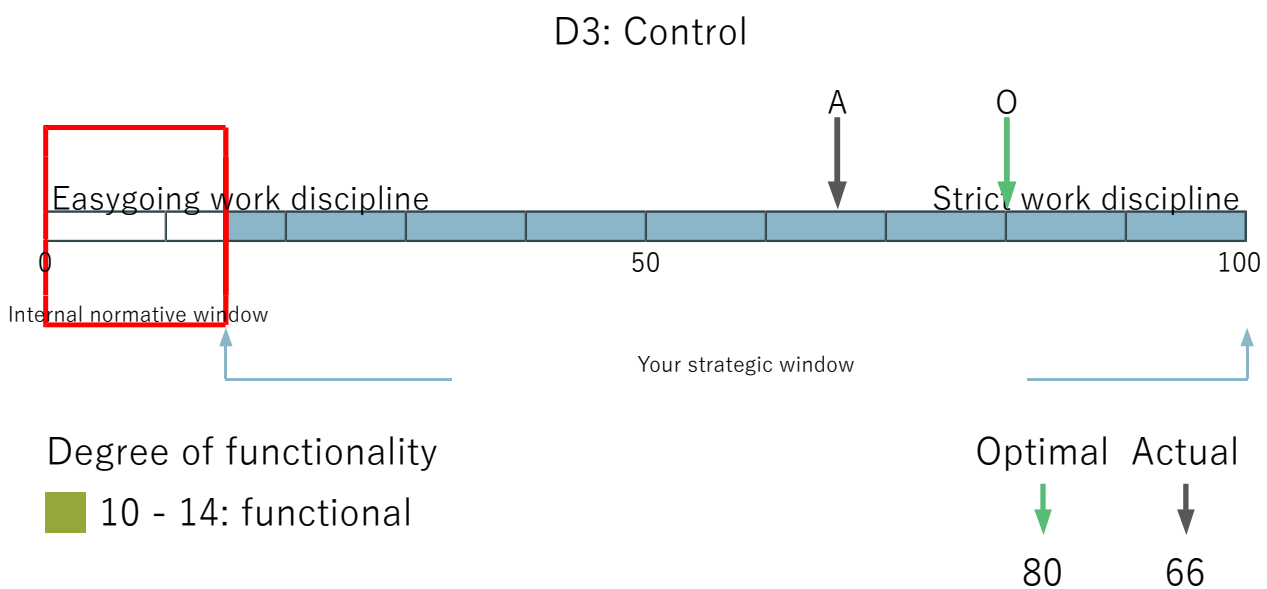 D3: Control
A
O
Easygoing work discipline
Strict work discipline
0
50
100
Internal normative window
Your strategic window
Degree of functionality
10 - 14: functional
Optimal
Actual
80
66